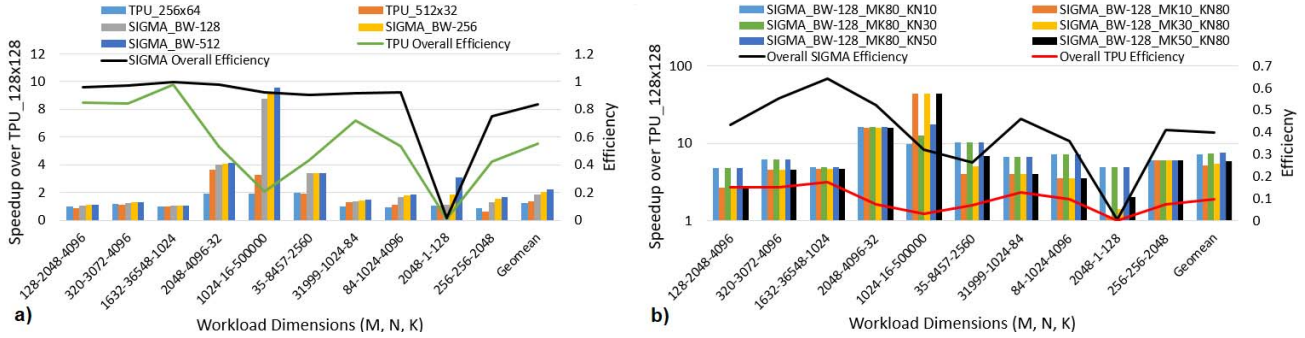 TPU_256x64
TPU_512x32
SIGMA_BW-128
SIGMA_BW-256
SIGMA_BW-512
TPU Overall Efficiency
SIGMA Overall Efficiency
Speedup over TPU_128x128
12
10
8
6
4
2
0
1.2
1
0.8
0.6
0.4
0.2
0
Efficiency
128-2048-4096
320-3072-4096
1632-36548-1024
2048-4096-32
1024-16-50000
35-8457-2560
31999-1024-84
84-1024-4096
2048-1-128
256-256-2048
Geomean
a)
Workload Dimensions (M, N, K)
SIGMA_BW-128_MK80_KN10
SIGMA_BW-128_MK10_KN80
SIGMA_BW-128_MK80_KN30
SIGMA_BW-128_MK30_KN80
SIGMA_BW-128_MK80_KN50
SIGMA_BW-128_MK50_KN80
Overall SIGMA Efficiency
Overall TPU Efficiency
Speedup over TPU_128x128
100
10
1
0.7
0.6
0.5
0.4
0.3
0.2
0.1
0
Efficiecny
128-2048-4096
320-3072-4096
1632-36548-1024
2048-4096-32
1024-16-50000
35-8457-2560
31999-1024-84
84-1024-4096
2048-1-128
256-256-2048
Geomean
b)
Workload Dimensions (M, N, K)